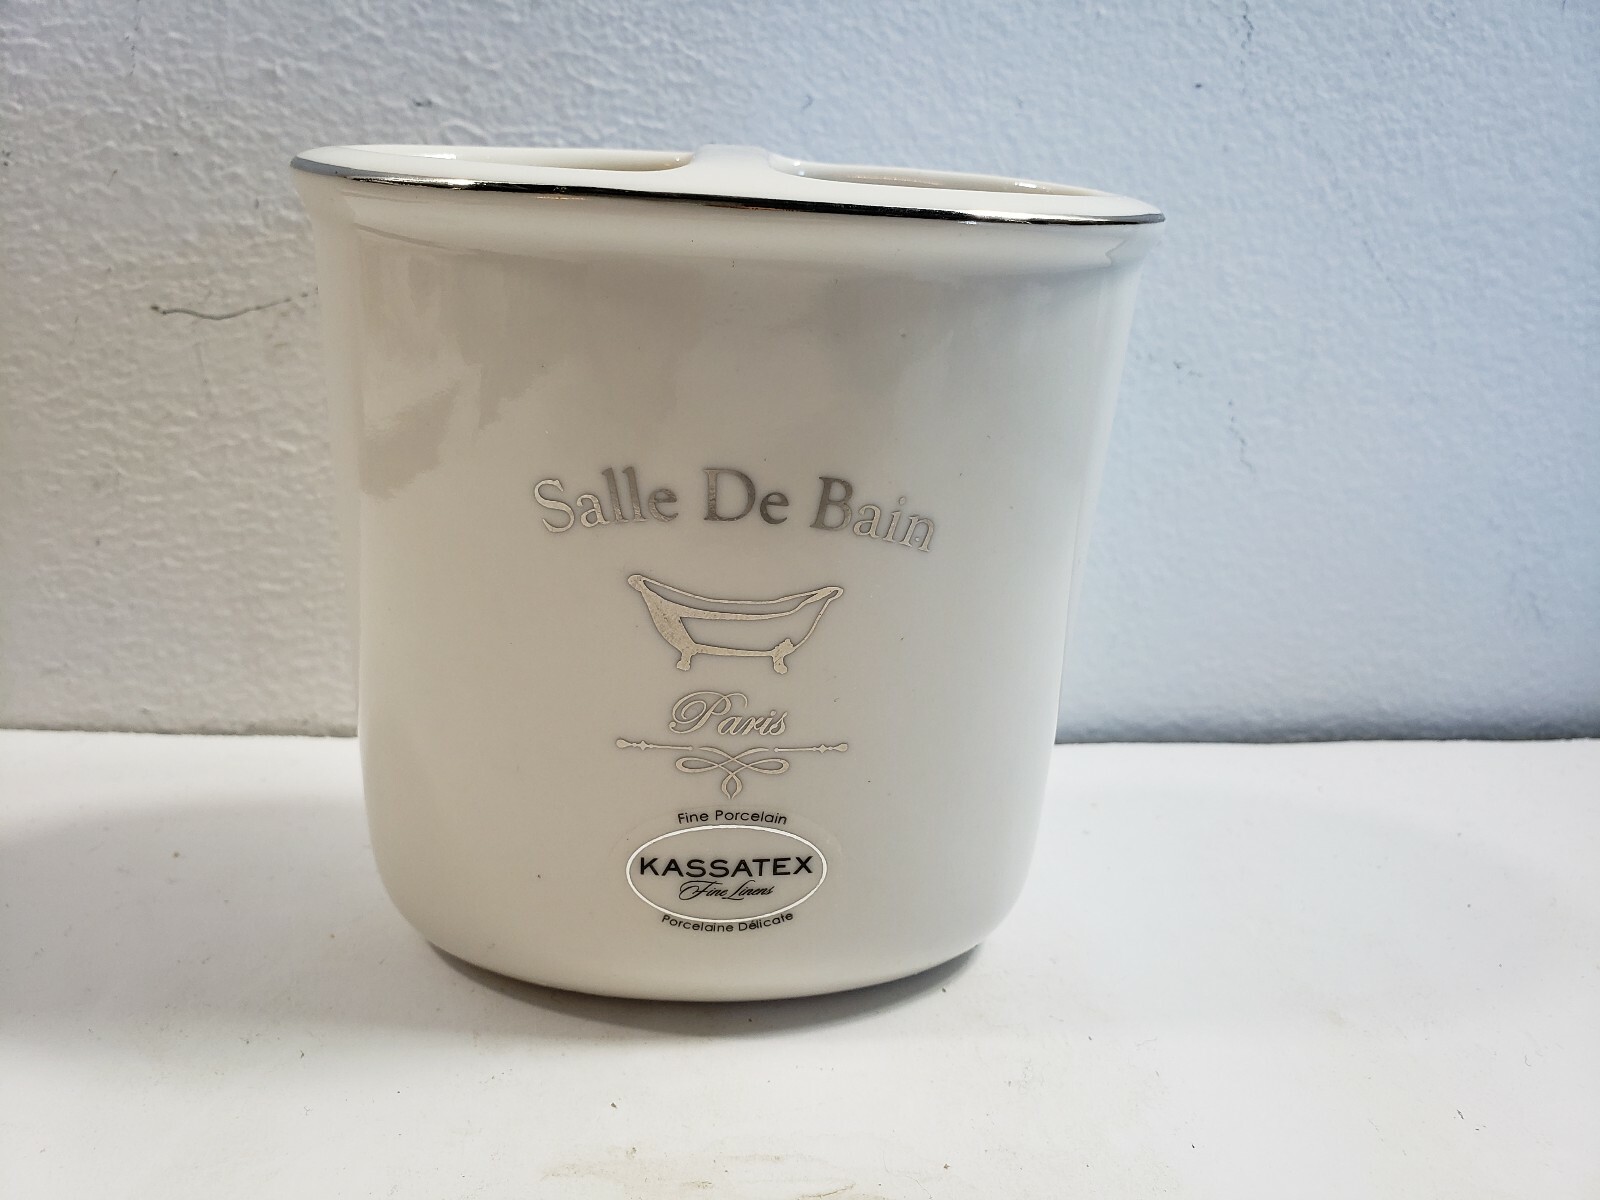 Salle De Bain
Paris
Fine Porcelain
KASSATEX
Fine Linens
Porcelaine Délicate